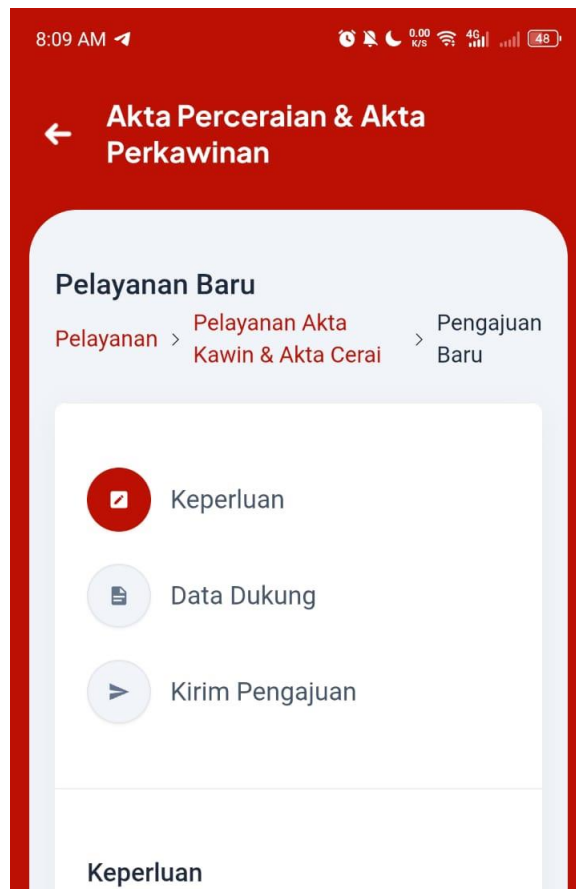 8:09 AM 0.00 K/S 4G 48
Akta Perceraian & Akta
Perkawinan
Pelayanan Baru
Pelayanan > Pelayanan Akta Kawin & Akta Cerai > Pengajuan Baru
Keperluan
Data Dukung
Kirim Pengajuan
Keperluan